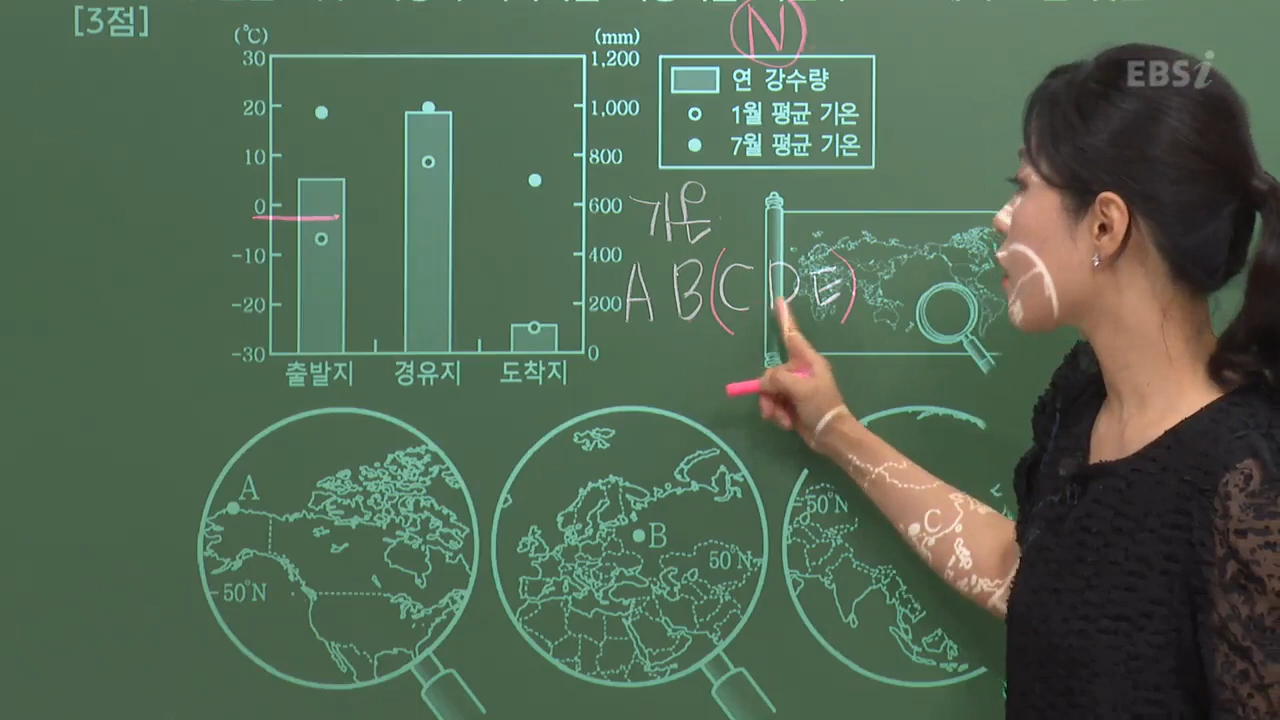 [3점]
(℃)
(mm)
N
EBSi
30
20
10
0
-10
-20
-30
1,200
1,000
800
600
400
200
0
연 강수량
1월 평균 기온
7월 평균 기온
기온
A B (C D E)
출발지
경유지
도착지
A
50°N
B
50°N
50°N
C